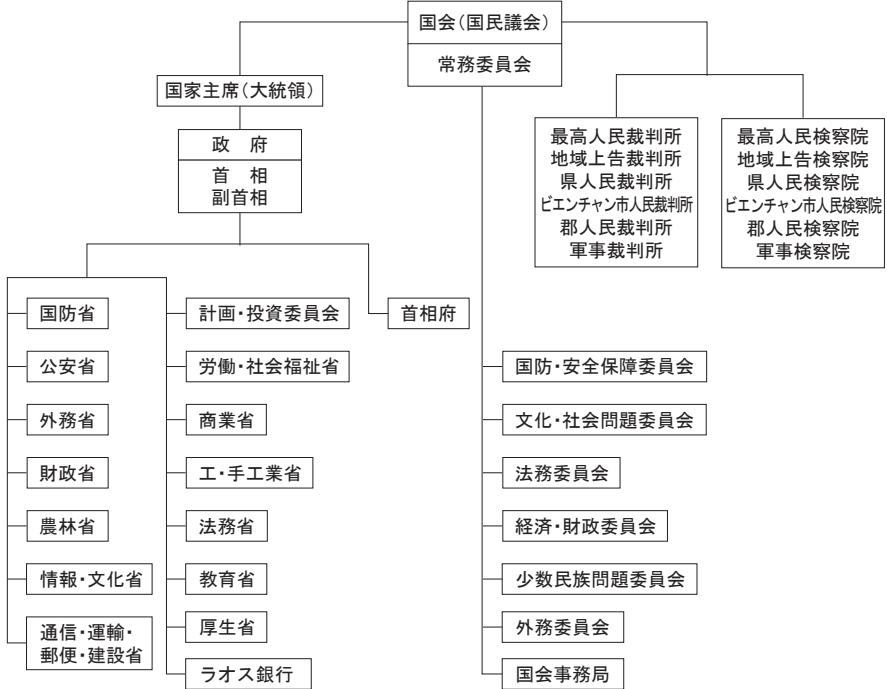 国会（国民議会）
常務委員会
国家主席（大統領）
政　府
首　相
副首相
最高人民裁判所
地域上告裁判所
県人民裁判所
ビエンチャン市人民裁判所
郡人民裁判所
軍事裁判所
最高人民検察院
地域上告検察院
県人民検察院
ビエンチャン市人民検察院
郡人民検察院
軍事検察院
国防省
公安省
外務省
財政省
農林省
情報・文化省
通信・運輸・
郵便・建設省
計画・投資委員会
労働・社会福祉省
商業省
工・手工業省
法務省
教育省
厚生省
ラオス銀行
首相府
国防・安全保障委員会
文化・社会問題委員会
法務委員会
経済・財政委員会
少数民族問題委員会
外務委員会
国会事務局